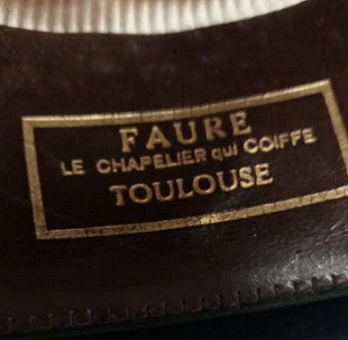 FAURE
LE CHAPELIER qui COIFFE
TOULOUSE